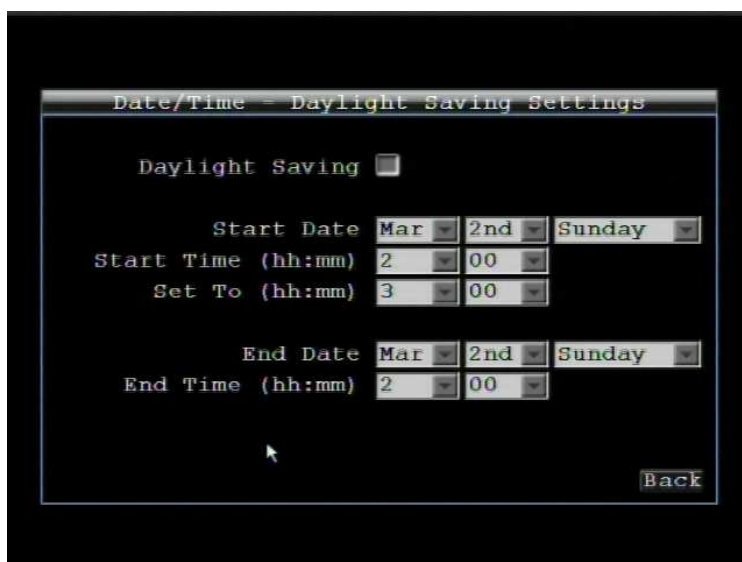 Date/Time - Daylight Saving Settings
Daylight Saving
Start Date Mar 2nd Sunday
Start Time (hh:mm) 2 00
Set To (hh:mm) 3 00
End Date Mar 2nd Sunday
End Time (hh:mm) 2 00
Back